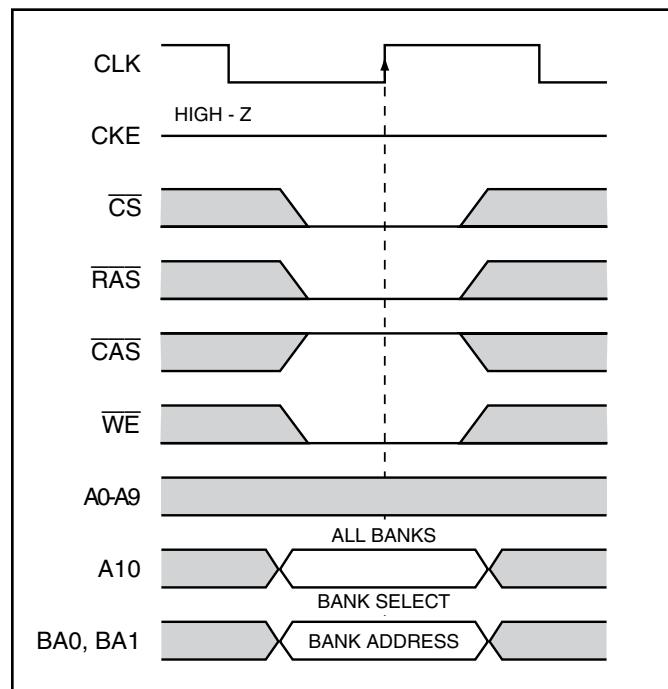 CLK
HIGH - Z
CKE
CS
RAS
CAS
WE
A0-A9
ALL BANKS
A10
BANK SELECT
BA0, BA1
BANK ADDRESS